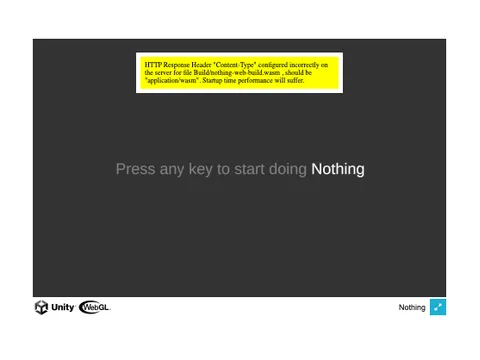 HTTP Response Header "Content-Type" configured incorrectly on
the server for file Build/nothing-web-build.wasm , should be
"application/wasm". Startup time performance will suffer.
Press any key to start doing Nothing
Unity WebGL
Nothing